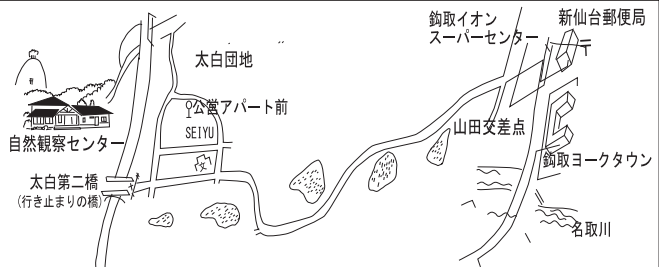 鈎取イオン
スーパーセンター
新仙台郵便局
太白団地
公営アパート前
SEIYU
自然観察センター
山田交差点
鈎取ヨークタウン
太白第二橋
(行き止まりの橋)
名取川